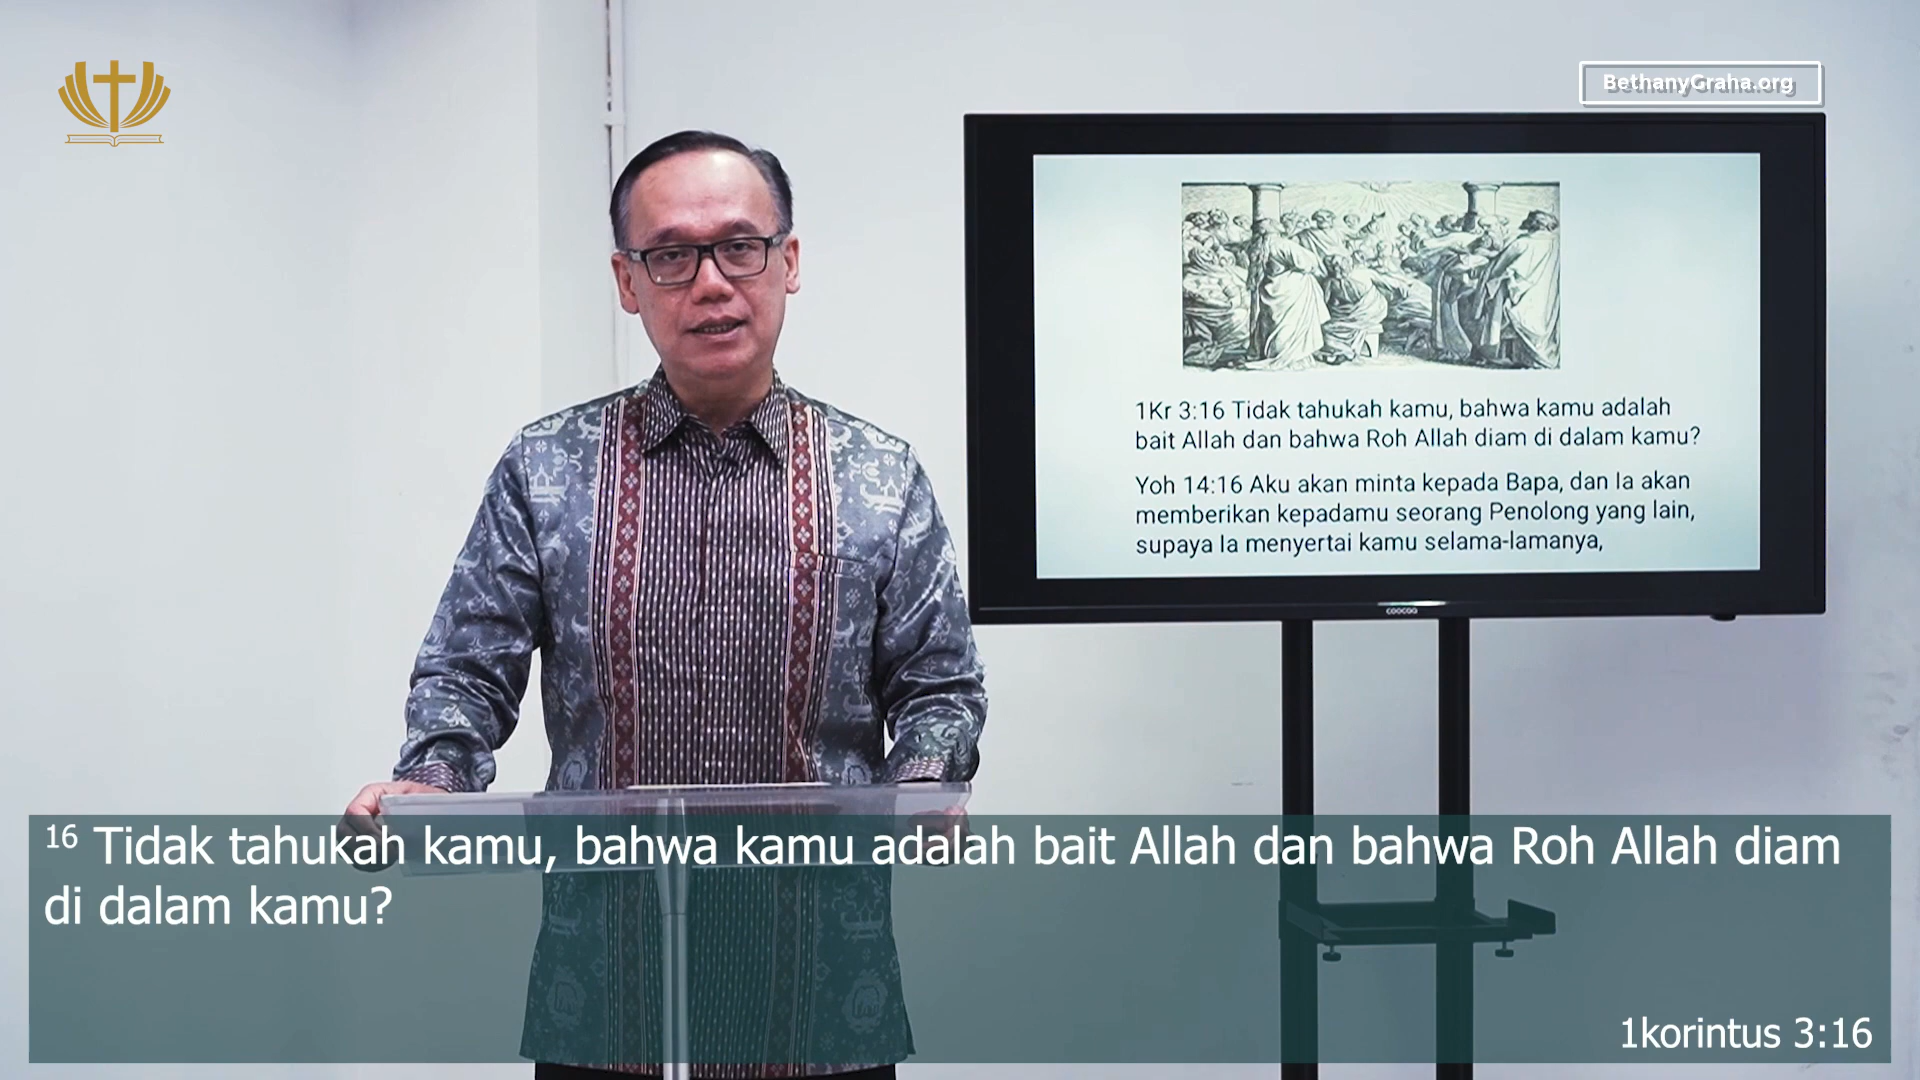 BethanyGraha.org
1Kr 3:16 Tidak tahukah kamu, bahwa kamu adalah
bait Allah dan bahwa Roh Allah diam di dalam kamu?
Yoh 14:16 Aku akan minta kepada Bapa, dan Ia akan
memberikan kepadamu seorang Penolong yang lain,
supaya Ia menyertai kamu selama-lamanya,
coocaa
16 Tidak tahukah kamu, bahwa kamu adalah bait Allah dan bahwa Roh Allah diam
di dalam kamu?
1korintus 3:16